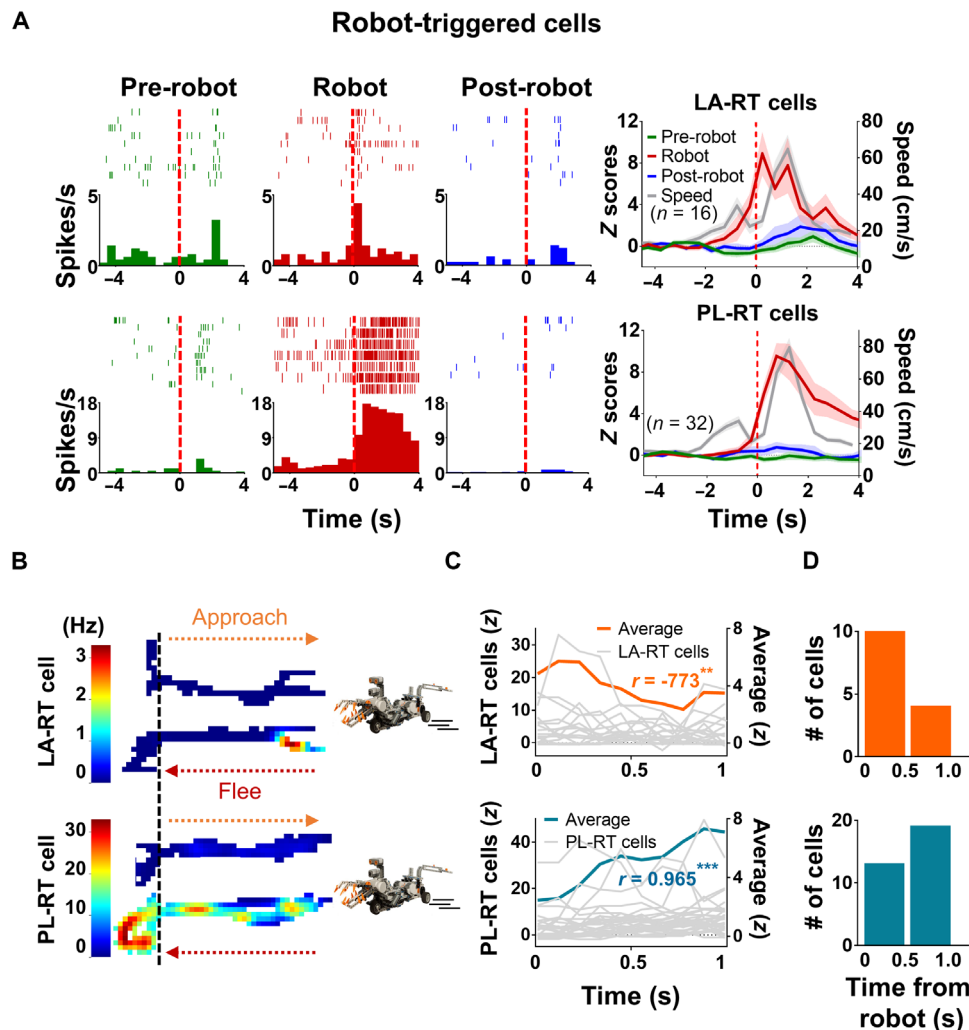 A
Robot-triggered cells
Pre-robot
Robot
Post-robot
LA-RT cells
Spikes/s
5
0
5
0
5
0
−4 0 4
−4 0 4
−4 0 4
Z scores
12
8
4
0
Pre-robot
Robot
Post-robot
Speed
(n = 16)
80
60
40
20
0
Speed (cm/s)
−4 −2 0 2 4
PL-RT cells
Spikes/s
18
9
0
18
9
0
18
9
0
−4 0 4
−4 0 4
−4 0 4
Time (s)
Z scores
12
8
4
0
(n = 32)
80
60
40
20
0
Speed (cm/s)
−4 −2 0 2 4
Time (s)
B
(Hz)
LA-RT cell
3
2
1
0
Approach
Flee
PL-RT cell
30
20
10
0
C
LA-RT cells (z)
30
20
10
0
Average
LA-RT cells
r = -773**
8
4
0
Average (z)
0 0.5 1
PL-RT cells (z)
40
20
0
Average
PL-RT cells
r = 0.965***
8
4
0
Average (z)
0 0.5 1
Time (s)
D
# of cells
10
5
0
0 0.5 1.0
# of cells
20
10
0
0 0.5 1.0
Time from
robot (s)